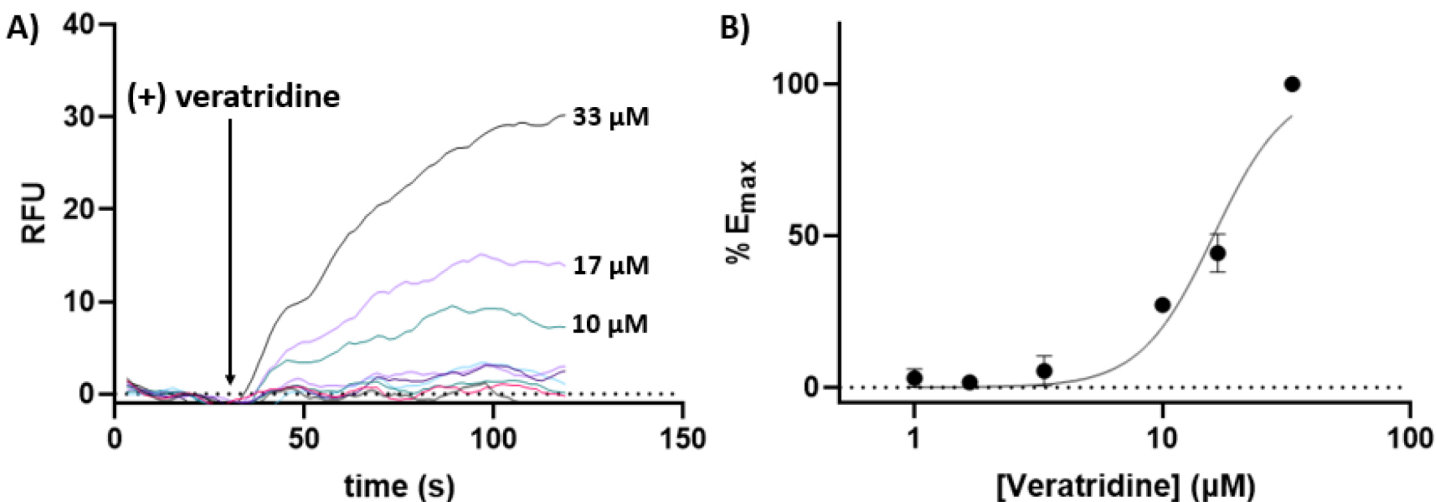 A)
40
30
20
10
0
RFU
(+) veratridine
33 µM
17 µM
10 µM
0
50
100
150
time (s)
B)
100
50
0
% Emax
1
10
100
[Veratridine] (µM)